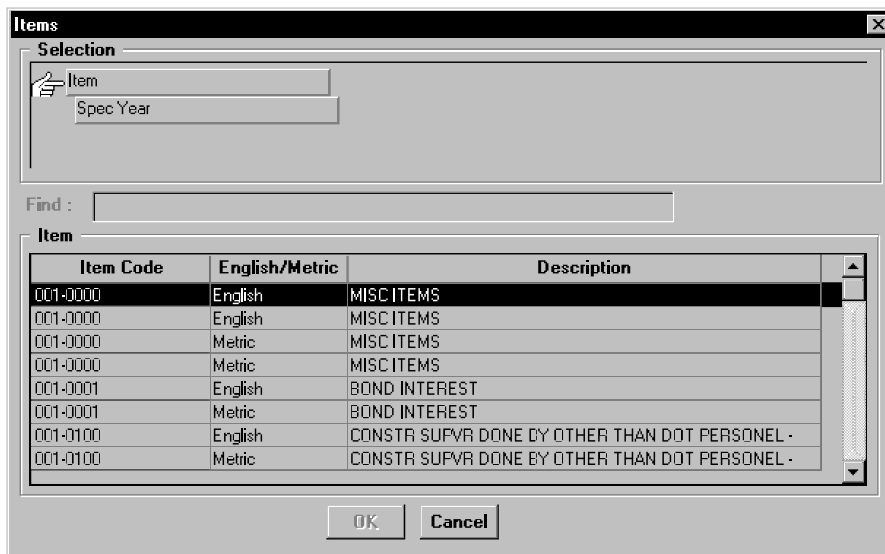 Items
Selection
Item
Spec Year
Find :
Item
Item Code English/Metric Description
001-0000 English MISC ITEMS
001-0000 English MISC ITEMS
001-0000 Metric MISC ITEMS
001-0000 Metric MISC ITEMS
001-0001 English BOND INTEREST
001-0001 Metric BOND INTEREST
001-0100 English CONSTR SUPVR DONE BY OTHER THAN DOT PERSONEL -
001-0100 Metric CONSTR SUPVR DONE BY OTHER THAN DOT PERSONEL -
OK Cancel